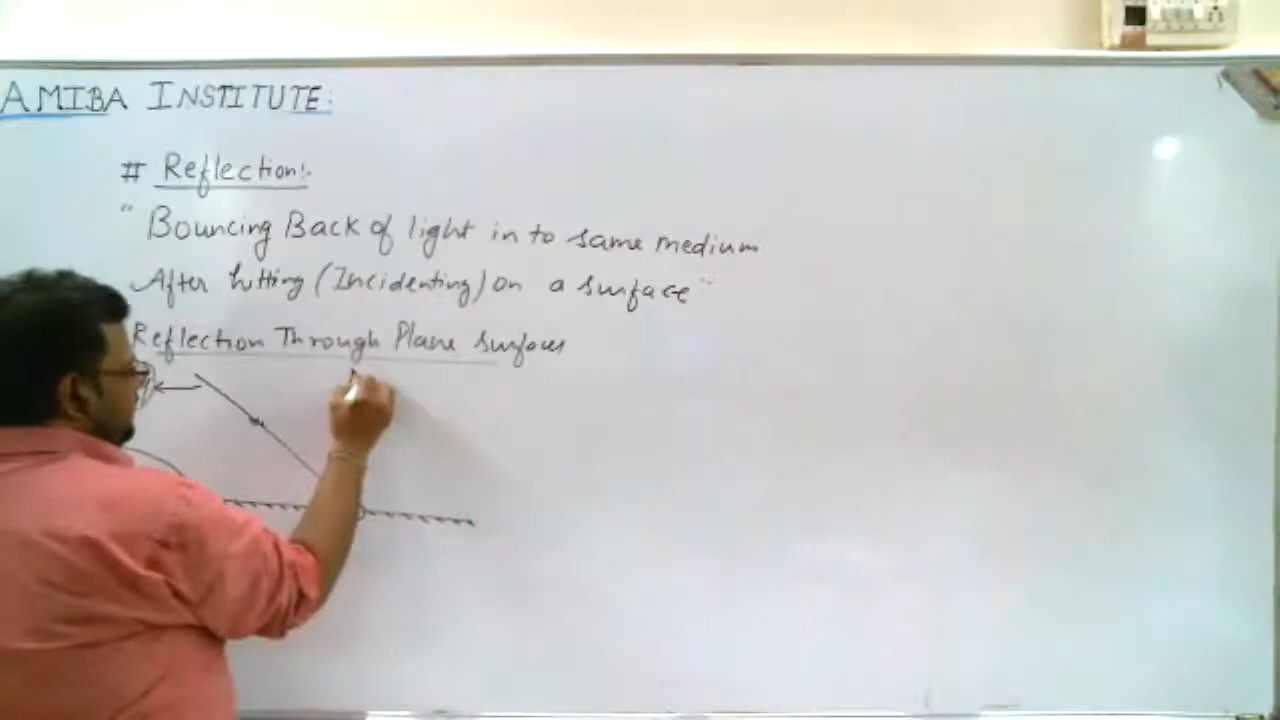 AMIBA INSTITUTE:
# Reflection:-
" Bouncing Back of light in to same medium
After hitting (Incidenting) on a surface"
Reflection Through Plane surfaces
N